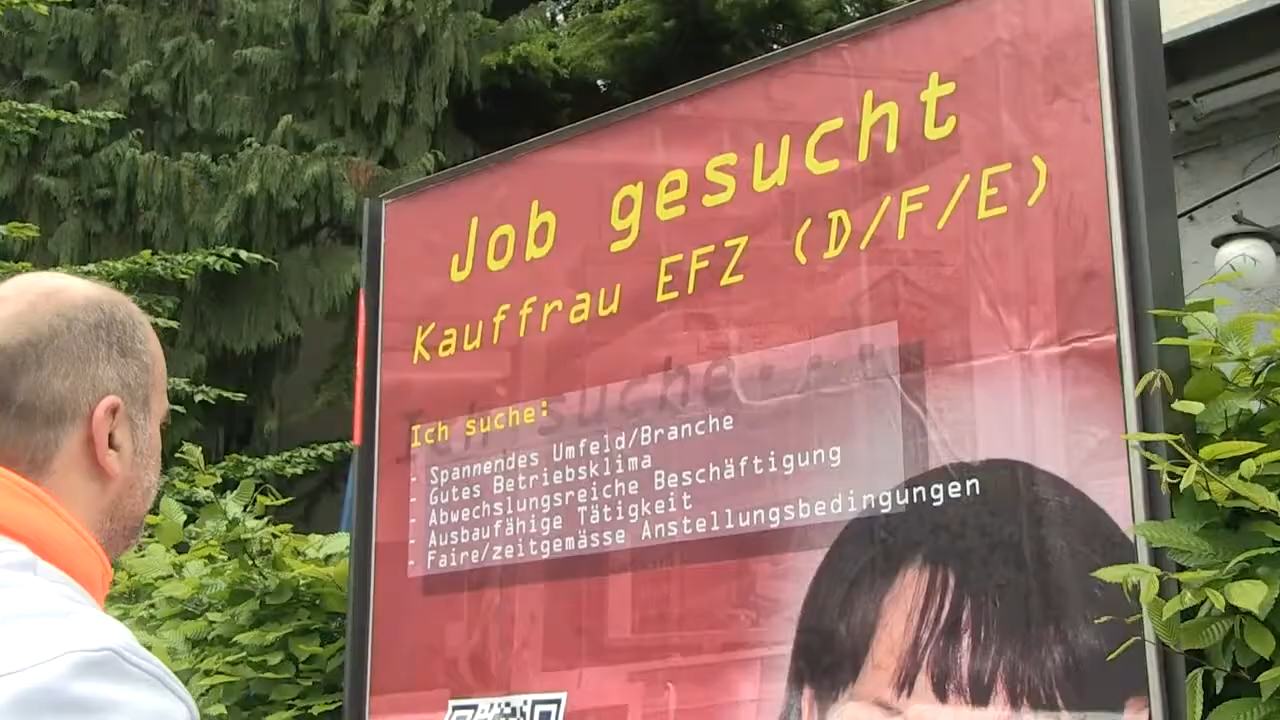 Job gesucht
Kauffrau EFZ (D/F/E)
Ich suche:
- Spannendes Umfeld/Branche
- Gutes Betriebsklima
- Abwechslungsreiche Beschäftigung
- Ausbaufähige Tätigkeit
- Faire/zeitgemässe Anstellungsbedingungen